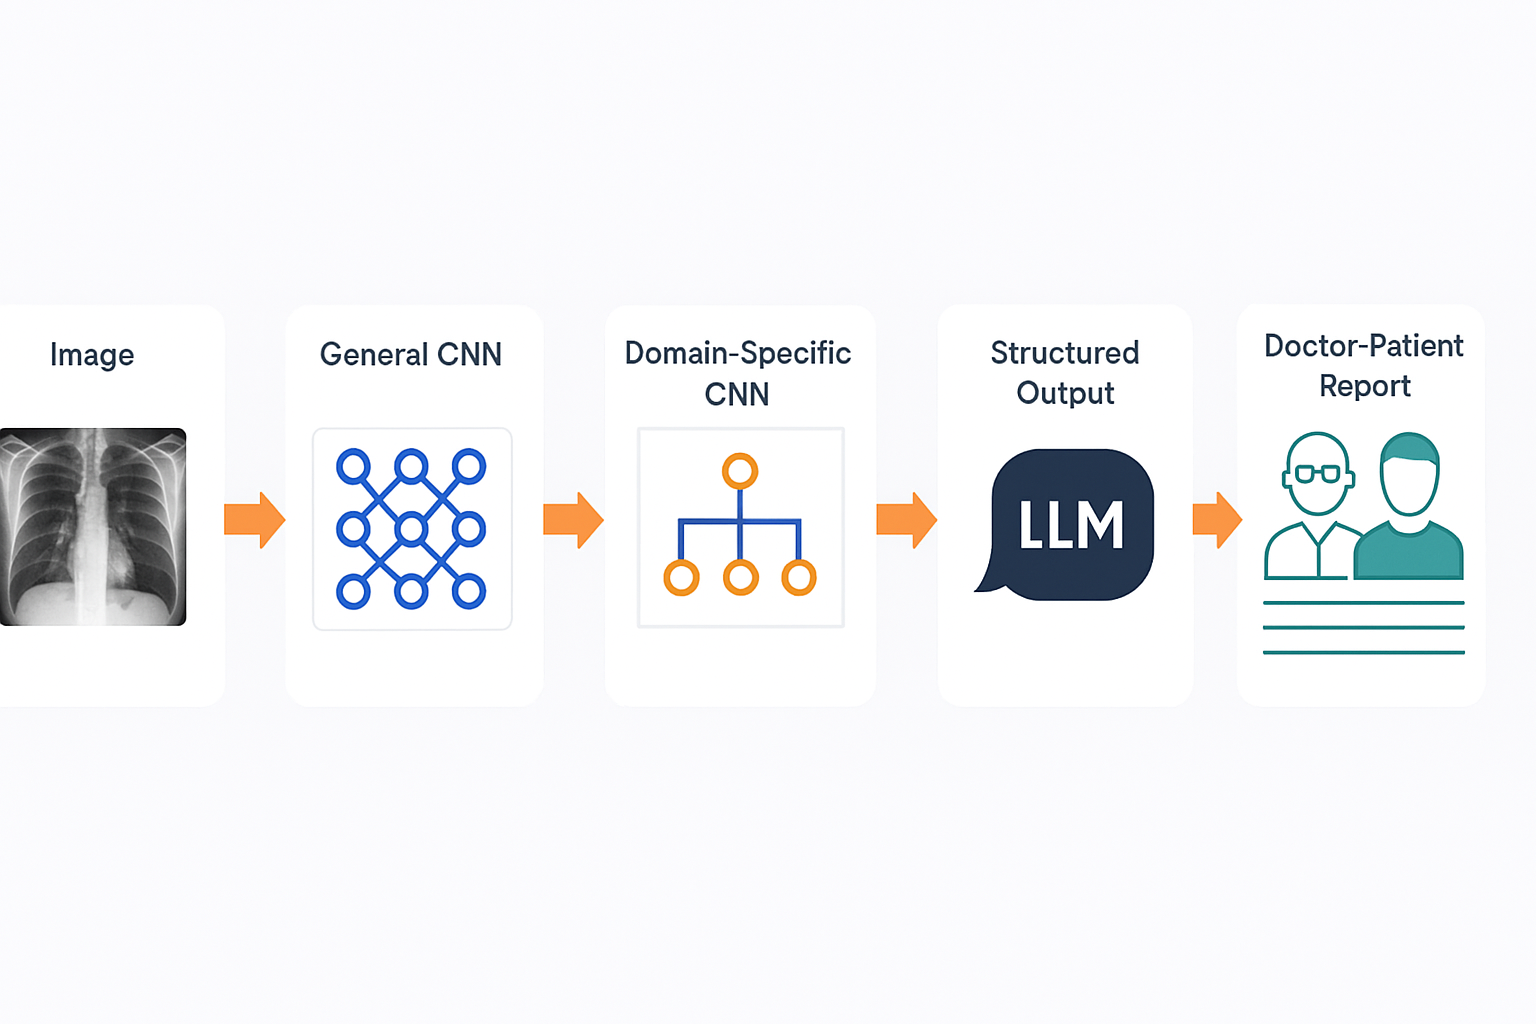 Image
General CNN
Domain-Specific
CNN
Structured
Output
LLM
Doctor-Patient
Report